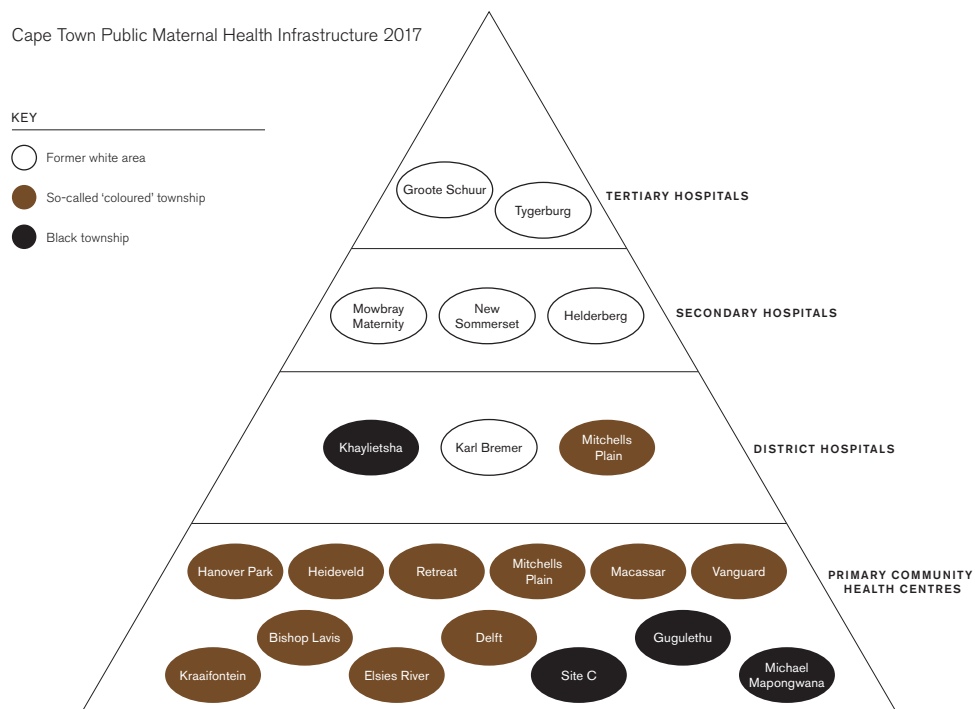 Cape Town Public Maternal Health Infrastructure 2017
KEY
Former white area
So-called ‘coloured’ township
Black township
Groote Schuur
Tygerburg
TERTIARY HOSPITALS
Mowbray
Maternity
New
Sommerset
Helderberg
SECONDARY HOSPITALS
Khaylietsha
Karl Bremer
Mitchells
Plain
DISTRICT HOSPITALS
Hanover Park
Heideveld
Retreat
Mitchells
Plain
Macassar
Vanguard
PRIMARY COMMUNITY
HEALTH CENTRES
Bishop Lavis
Delft
Gugulethu
Kraaifontein
Elsies River
Site C
Michael
Mapongwana